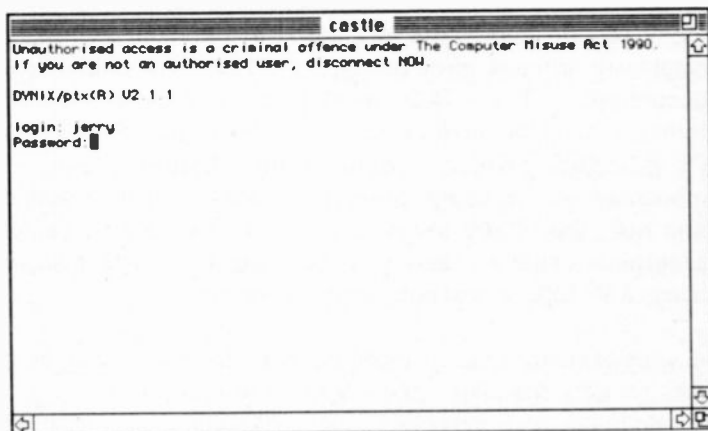 castle
Unauthorised access is a criminal offence under The Computer Misuse Act 1990.
If you are not an authorised user, disconnect NOW.
DYNIX/ptx(R) V2.1.1
login: jerry
Password: